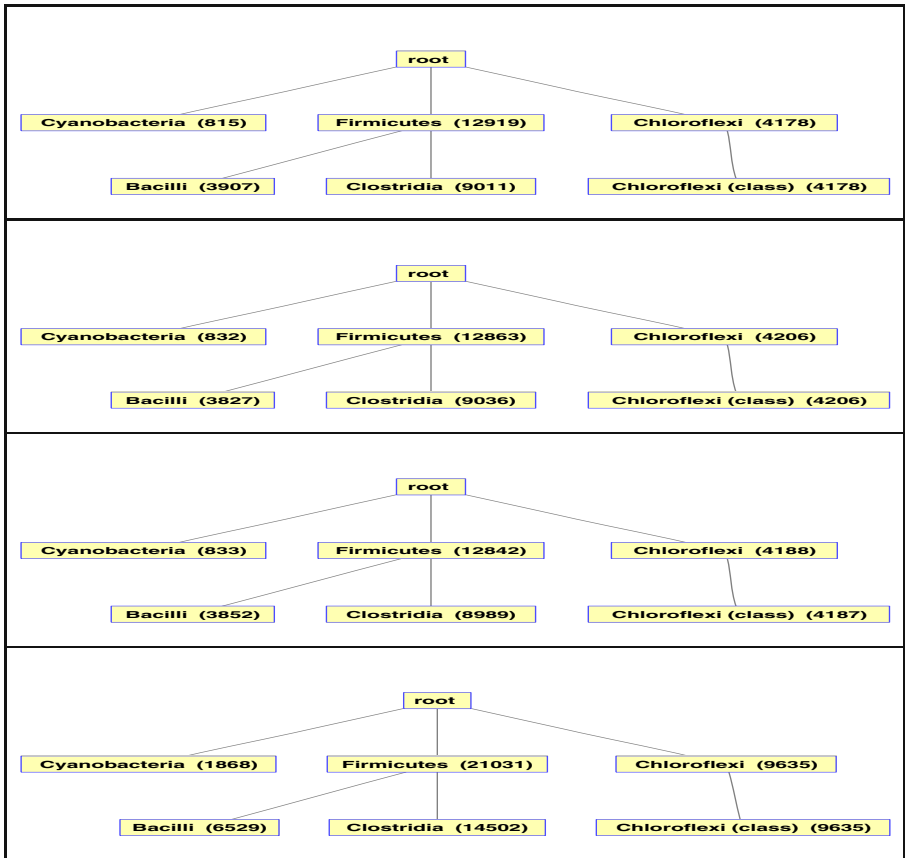 root
Cyanobacteria (815) Firmicutes (12919) Chloroflexi (4178)
Bacilli (3907) Clostridia (9011) Chloroflexi (class) (4178)
root
Cyanobacteria (832) Firmicutes (12863) Chloroflexi (4206)
Bacilli (3827) Clostridia (9036) Chloroflexi (class) (4206)
root
Cyanobacteria (833) Firmicutes (12842) Chloroflexi (4188)
Bacilli (3852) Clostridia (8989) Chloroflexi (class) (4187)
root
Cyanobacteria (1868) Firmicutes (21031) Chloroflexi (9635)
Bacilli (6529) Clostridia (14502) Chloroflexi (class) (9635)